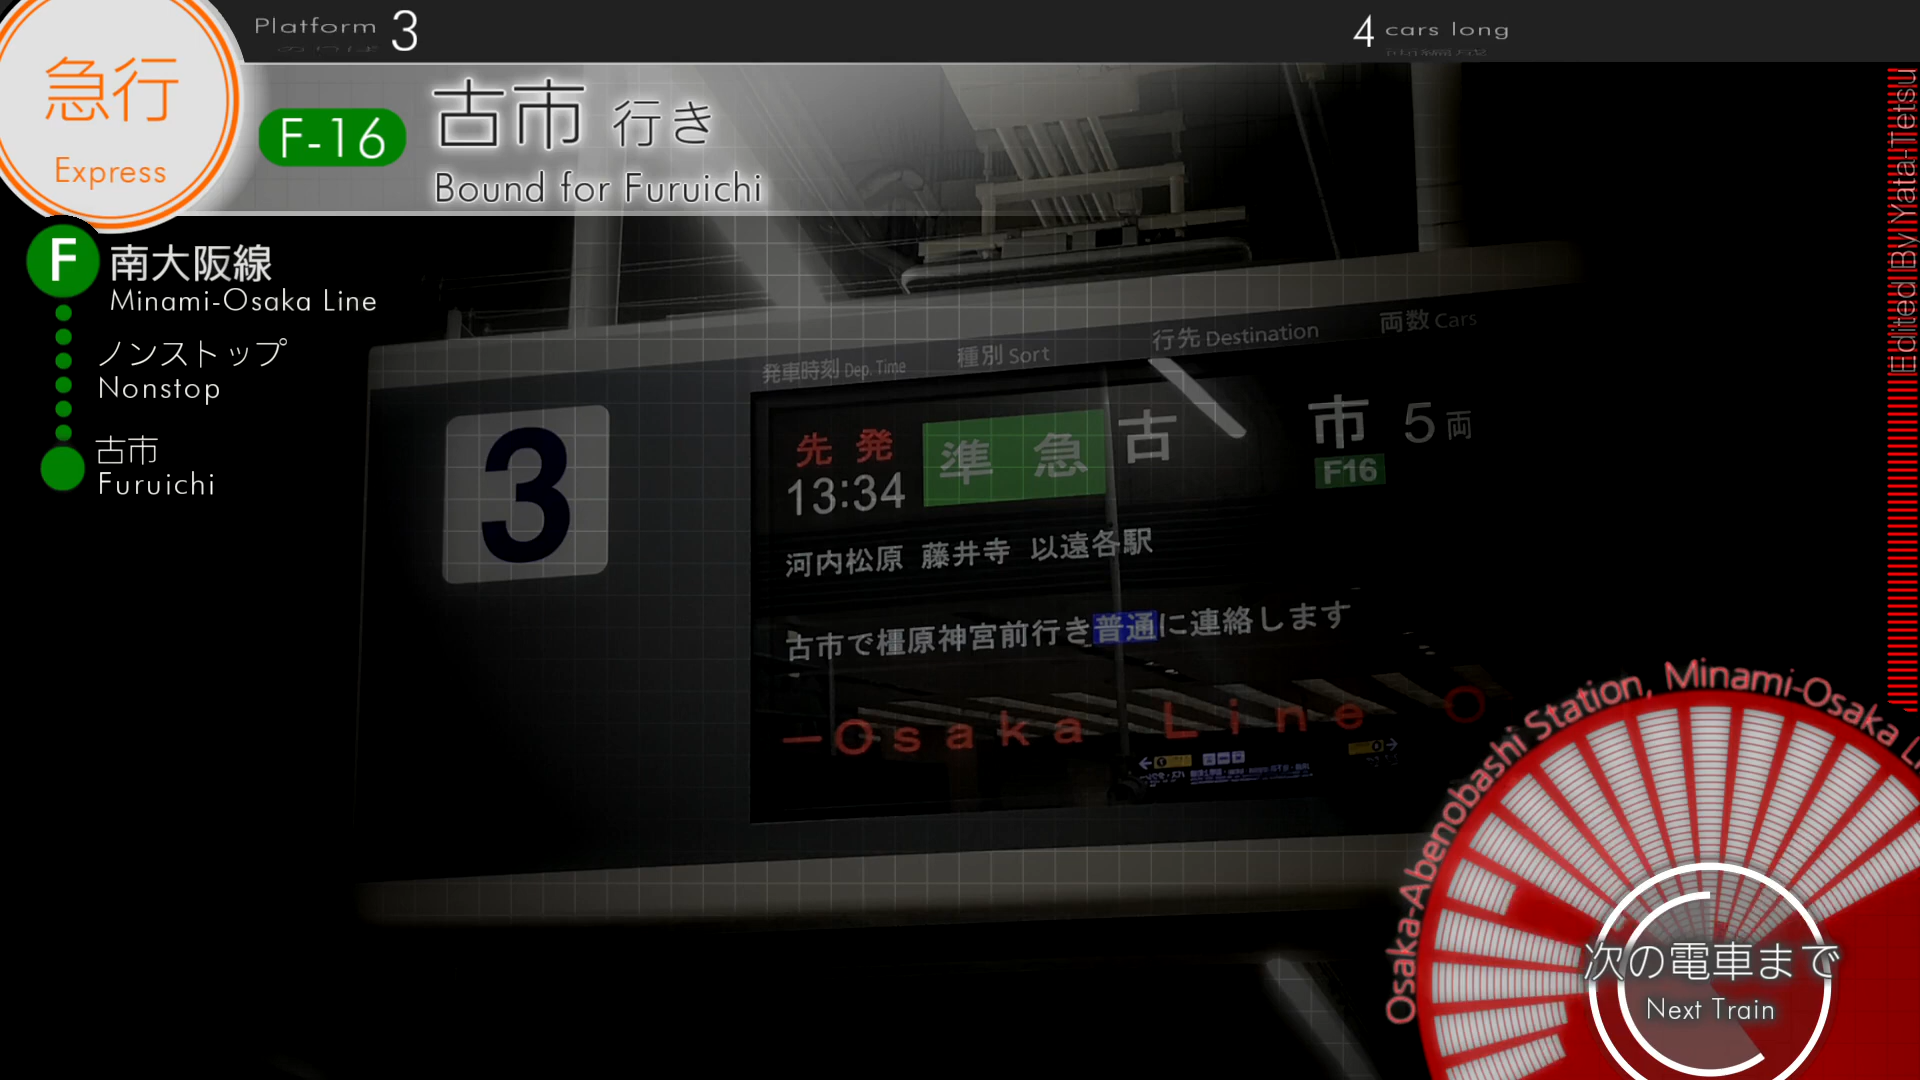 Platform 3
4 cars long
急行
Express
F-16
古市 行き
Bound for Furuichi
F 南大阪線
Minami-Osaka Line
ノンストップ
Nonstop
古市
Furuichi
3
発車時刻 Dep. Time 種別 Sort 行先 Destination 両数 Cars
先発
13:34 準急 古市 5両
F16
河内松原 藤井寺 以遠各駅
古市で橿原神宮前行き普通に連絡します
-Osaka Line
Edited By Yata-Tetsu
Osaka-Abenobashi Station, Minami-Osaka
次の電車まで
Next Train